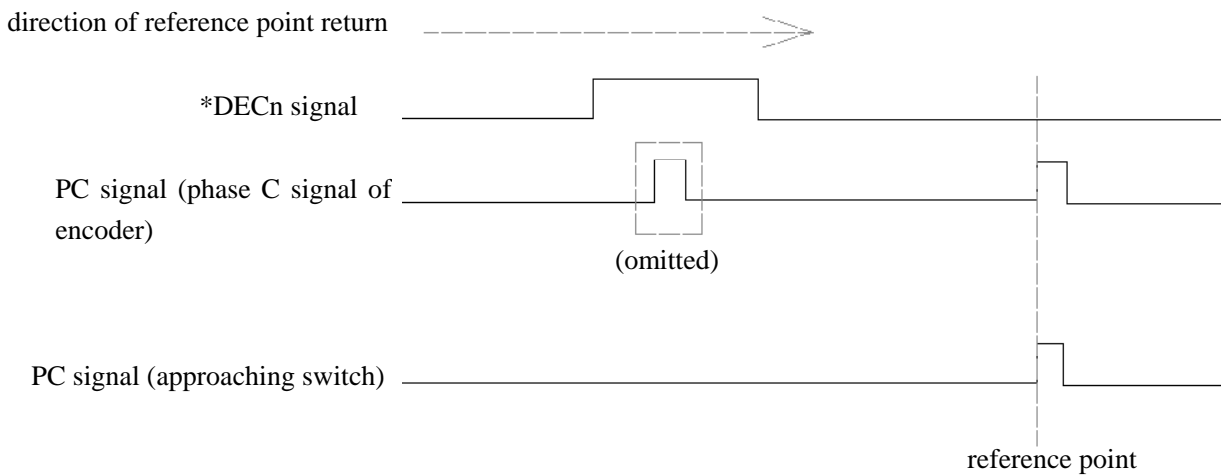 direction of reference point return
*DECn signal
PC signal (phase C signal of
encoder)
(omitted)
PC signal (approaching switch)
reference point